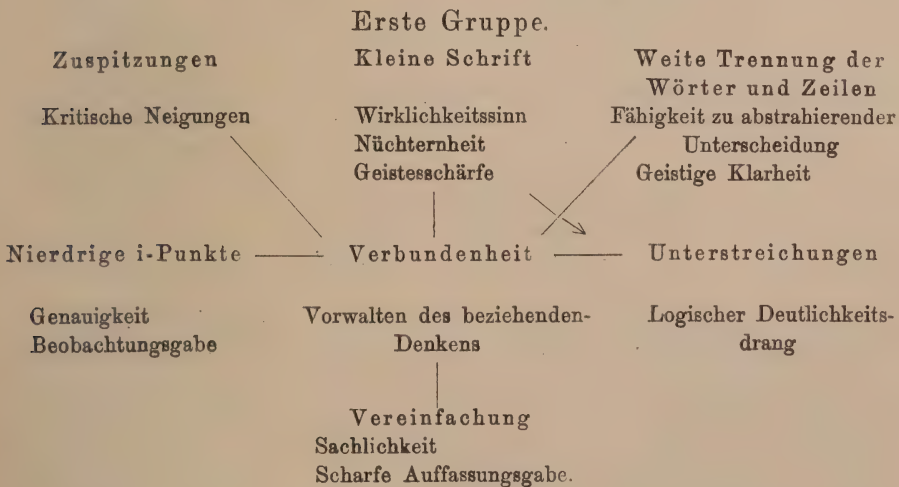 Erste Gruppe.
Zuspitzungen
Kritische Neigungen
Kleine Schrift
Wirklichkeitssinn
Nüchternheit
Geistesschärfe
Weite Trennung der
Wörter und Zeilen
Fähigkeit zu abstrahierender
Unterscheidung
Geistige Klarheit
Nierdrige i-Punkte
Genauigkeit
Beobachtungsgabe
Verbundenheit
Vorwalten des beziehenden-
Denkens
Unterstreichungen
Logischer Deutlichkeits-
drang
Vereinfachung
Sachlichkeit
Scharfe Auffassungsgabe.